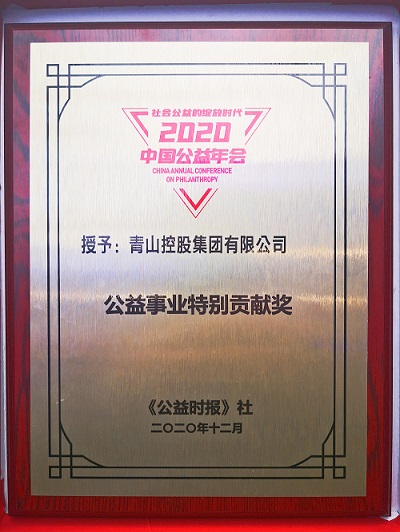 社会公益的绽放时代
2020
中国公益年会
CHINA ANNUAL CONFERENCE
ON PHILANTHROPY
授予：青山控股集团有限公司
公益事业特别贡献奖
《公益时报》社
二〇二〇年十二月